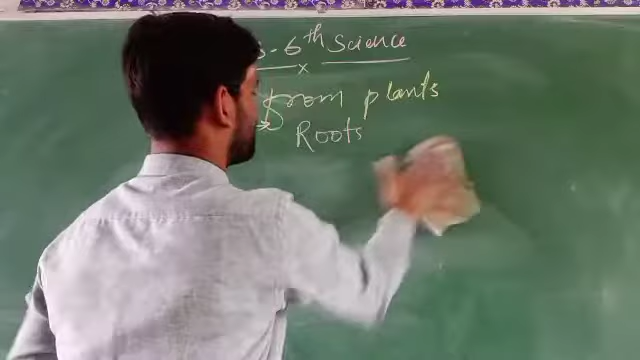 s - 6th Science
x
from plants
→ Roots